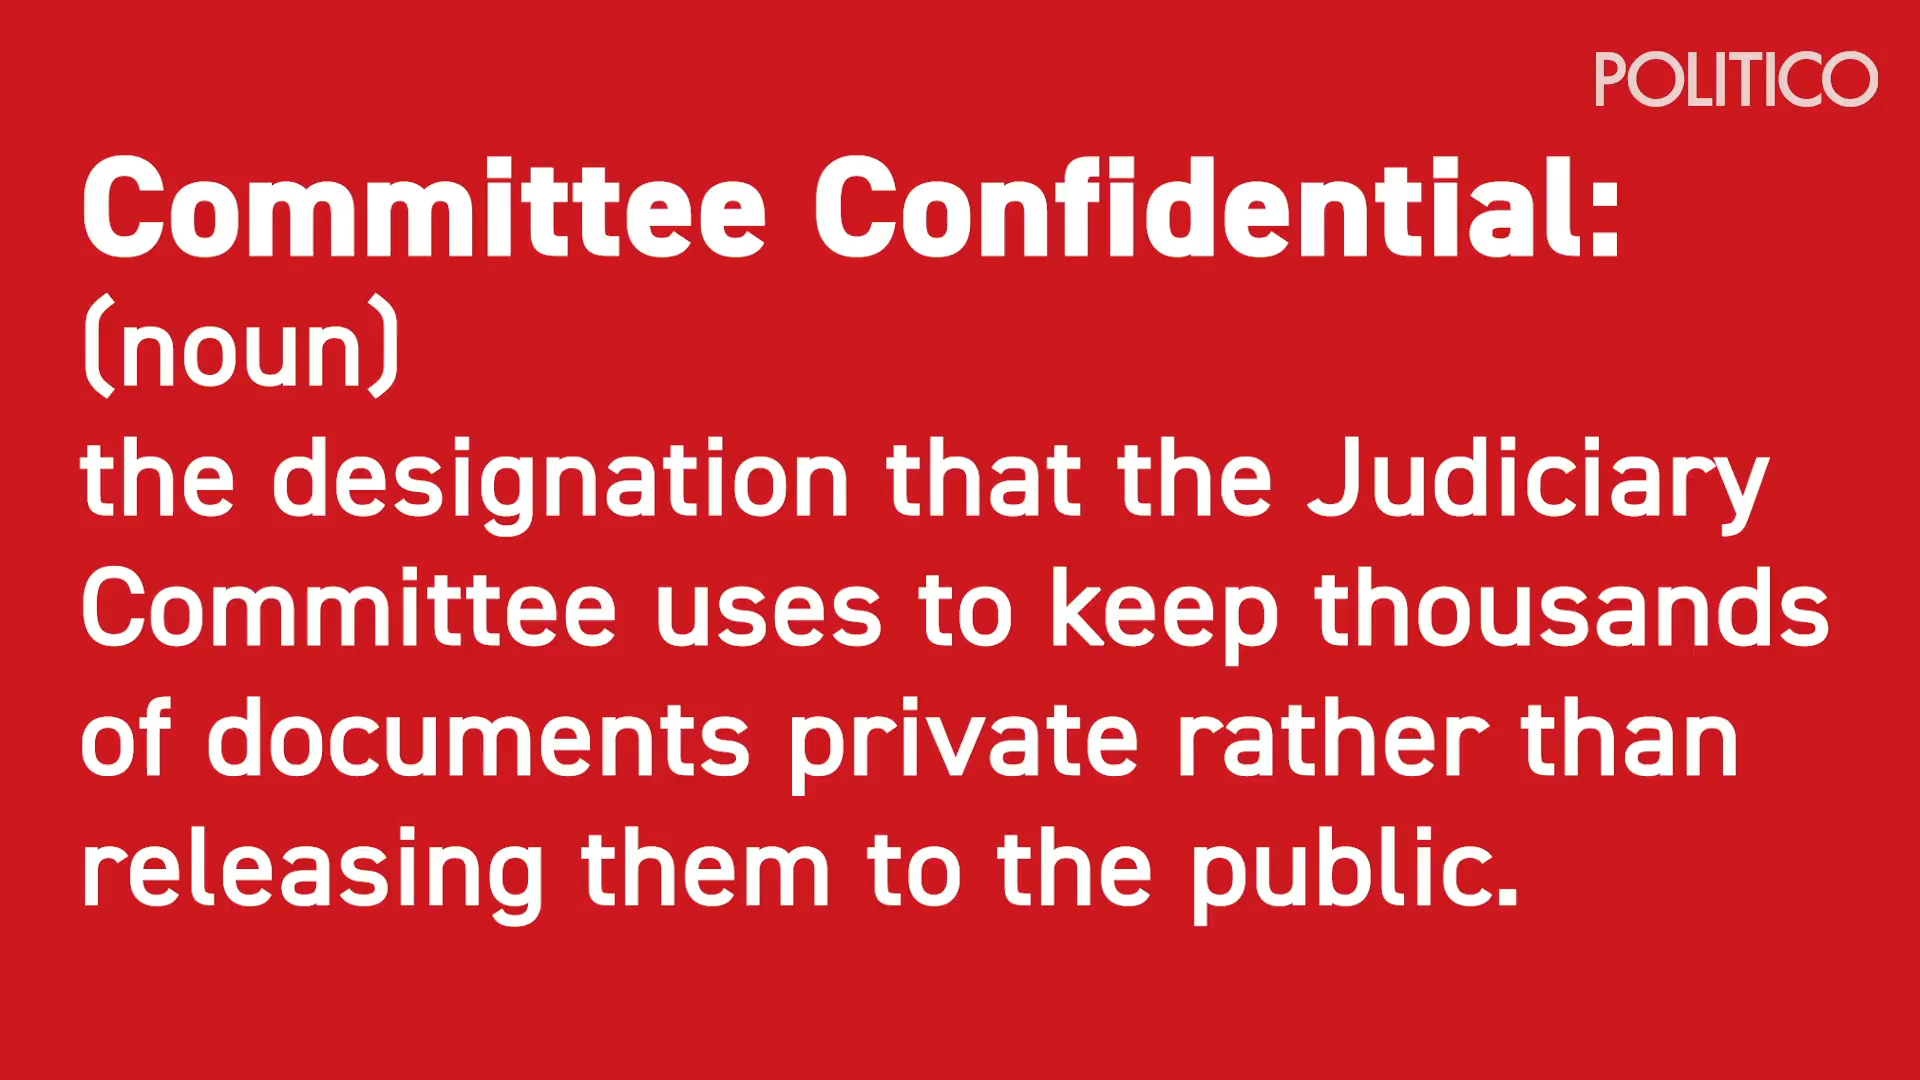 POLITICO
Committee Confidential:
(noun)
the designation that the Judiciary
Committee uses to keep thousands
of documents private rather than
releasing them to the public.